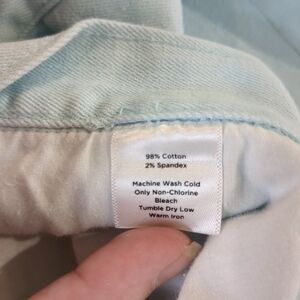 98% Cotton
2% Spandex
Machine Wash Cold
Only Non-Chlorine
Bleach
Tumble Dry Low
Warm Iron